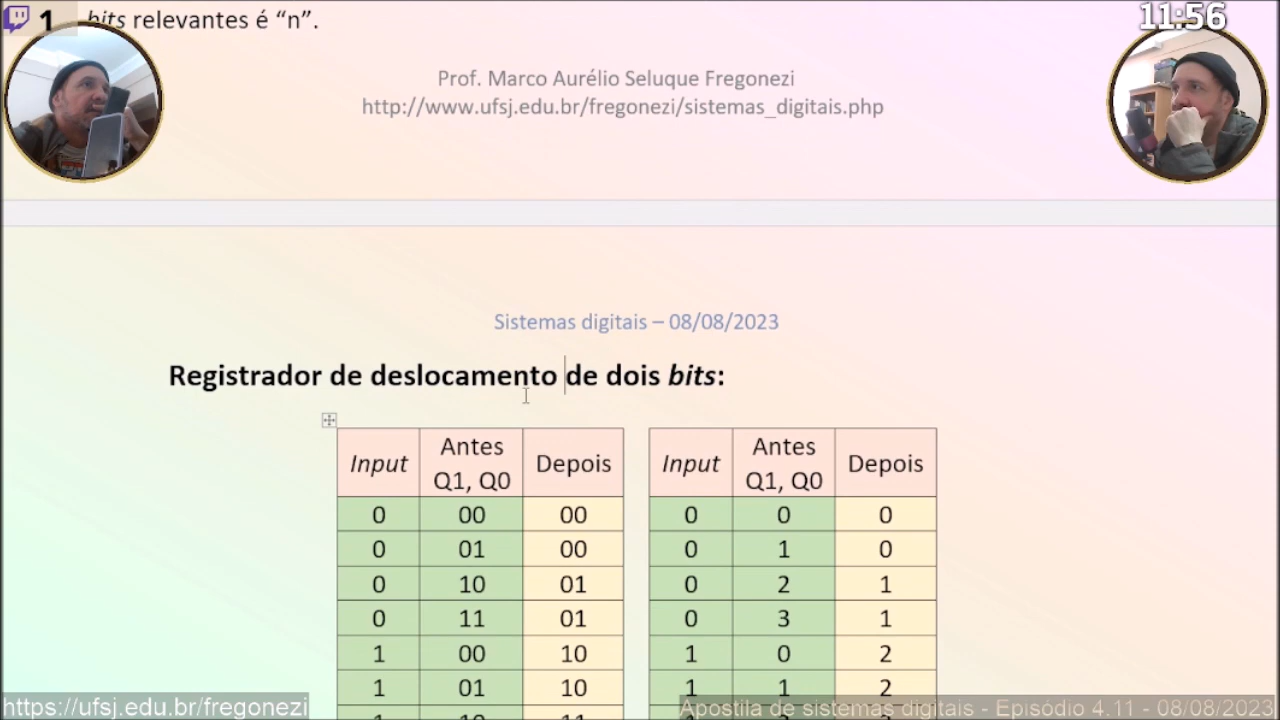 1
bits relevantes é “n”.
11:56
Prof. Marco Aurélio Seluque Fregonezi
http://www.ufsj.edu.br/fregonezi/sistemas_digitais.php
Sistemas digitais – 08/08/2023
Registrador de deslocamento de dois bits:
Input Antes Q1, Q0 Depois Input Antes Q1, Q0 Depois
0 00 00 0 0 0
0 01 00 0 1 0
0 10 01 0 2 1
0 11 01 0 3 1
1 00 10 1 0 2
1 01 10 1 1 2
https://ufsj.edu.br/fregonezi
Apostila de sistemas digitais - Episódio 4.11 - 08/08/2023